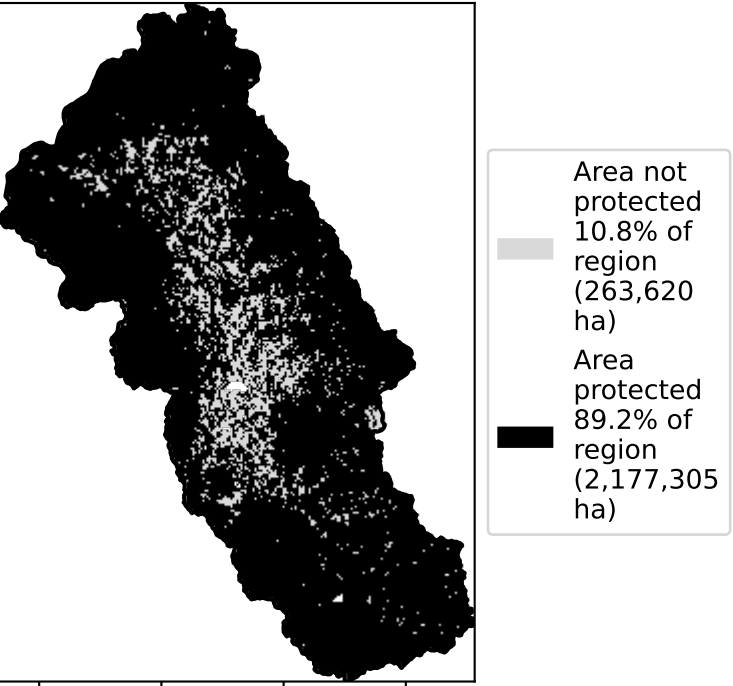 Area not
protected
10.8% of
region
(263,620
ha)
Area
protected
89.2% of
region
(2,177,305
ha)